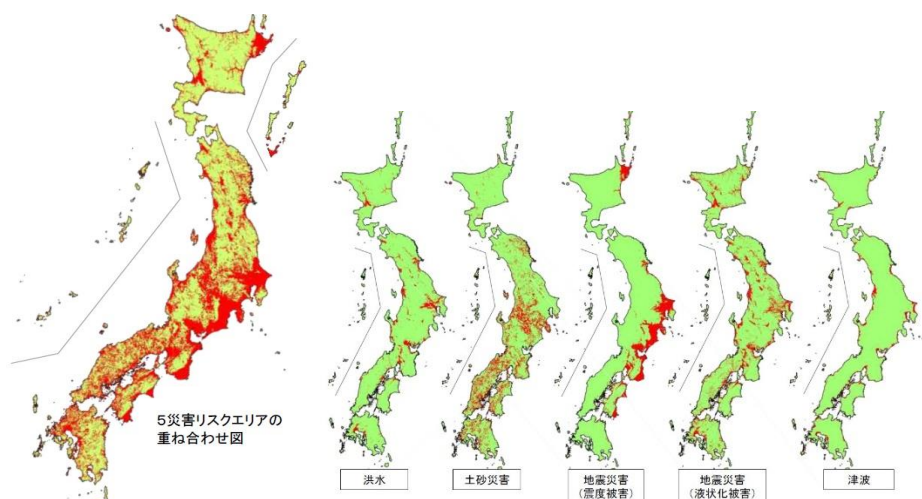 5災害リスクエリアの
重ね合わせ図
洪水
土砂災害
地震災害
(震度被害)
地震災害
(液状化被害)
津波